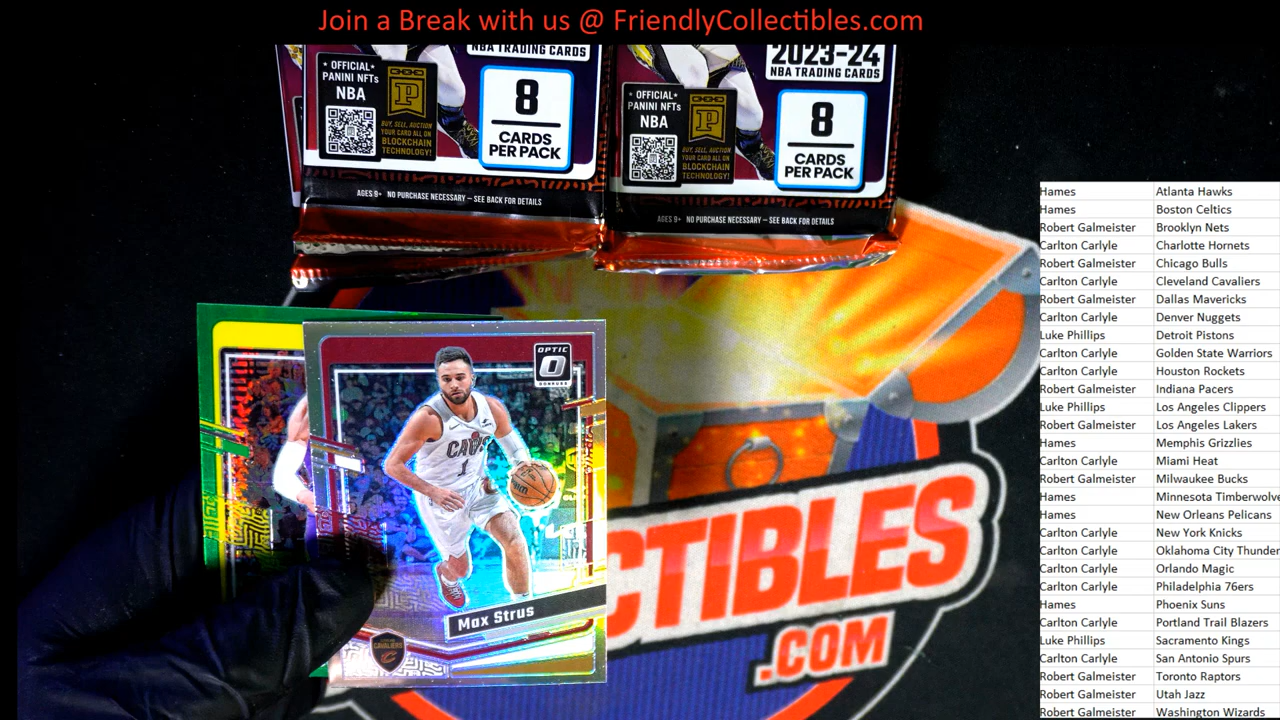 Join a Break with us @ FriendlyCollectibles.com
NBA TRADING CARDS
★ OFFICIAL ★
PANINI NFTs
NBA
P
BUY, SELL, AUCTION
YOUR CARD ALL ON
BLOCKCHAIN
TECHNOLOGY!
8
CARDS
PER PACK
AGES 9+ NO PURCHASE NECESSARY — SEE BACK FOR DETAILS
2023-24
NBA TRADING CARDS
★ OFFICIAL ★
PANINI NFTs
NBA
P
BUY, SELL, AUCTION
YOUR CARD ALL ON
BLOCKCHAIN
TECHNOLOGY!
8
CARDS
PER PACK
AGES 9+ NO PURCHASE NECESSARY — SEE BACK FOR DETAILS
OPTIC
DONRUSS
CAVS
1
Max Strus
CAVALIERS
CTIBLES
.COM
Hames Atlanta Hawks
Hames Boston Celtics
Robert Galmeister Brooklyn Nets
Carlton Carlyle Charlotte Hornets
Robert Galmeister Chicago Bulls
Carlton Carlyle Cleveland Cavaliers
Robert Galmeister Dallas Mavericks
Carlton Carlyle Denver Nuggets
Luke Phillips Detroit Pistons
Carlton Carlyle Golden State Warriors
Carlton Carlyle Houston Rockets
Robert Galmeister Indiana Pacers
Luke Phillips Los Angeles Clippers
Robert Galmeister Los Angeles Lakers
Hames Memphis Grizzlies
Carlton Carlyle Miami Heat
Robert Galmeister Milwaukee Bucks
Hames Minnesota Timberwolv
Hames New Orleans Pelicans
Carlton Carlyle New York Knicks
Carlton Carlyle Oklahoma City Thunder
Carlton Carlyle Orlando Magic
Carlton Carlyle Philadelphia 76ers
Hames Phoenix Suns
Carlton Carlyle Portland Trail Blazers
Luke Phillips Sacramento Kings
Carlton Carlyle San Antonio Spurs
Robert Galmeister Toronto Raptors
Robert Galmeister Utah Jazz
Robert Galmeister Washington Wizards